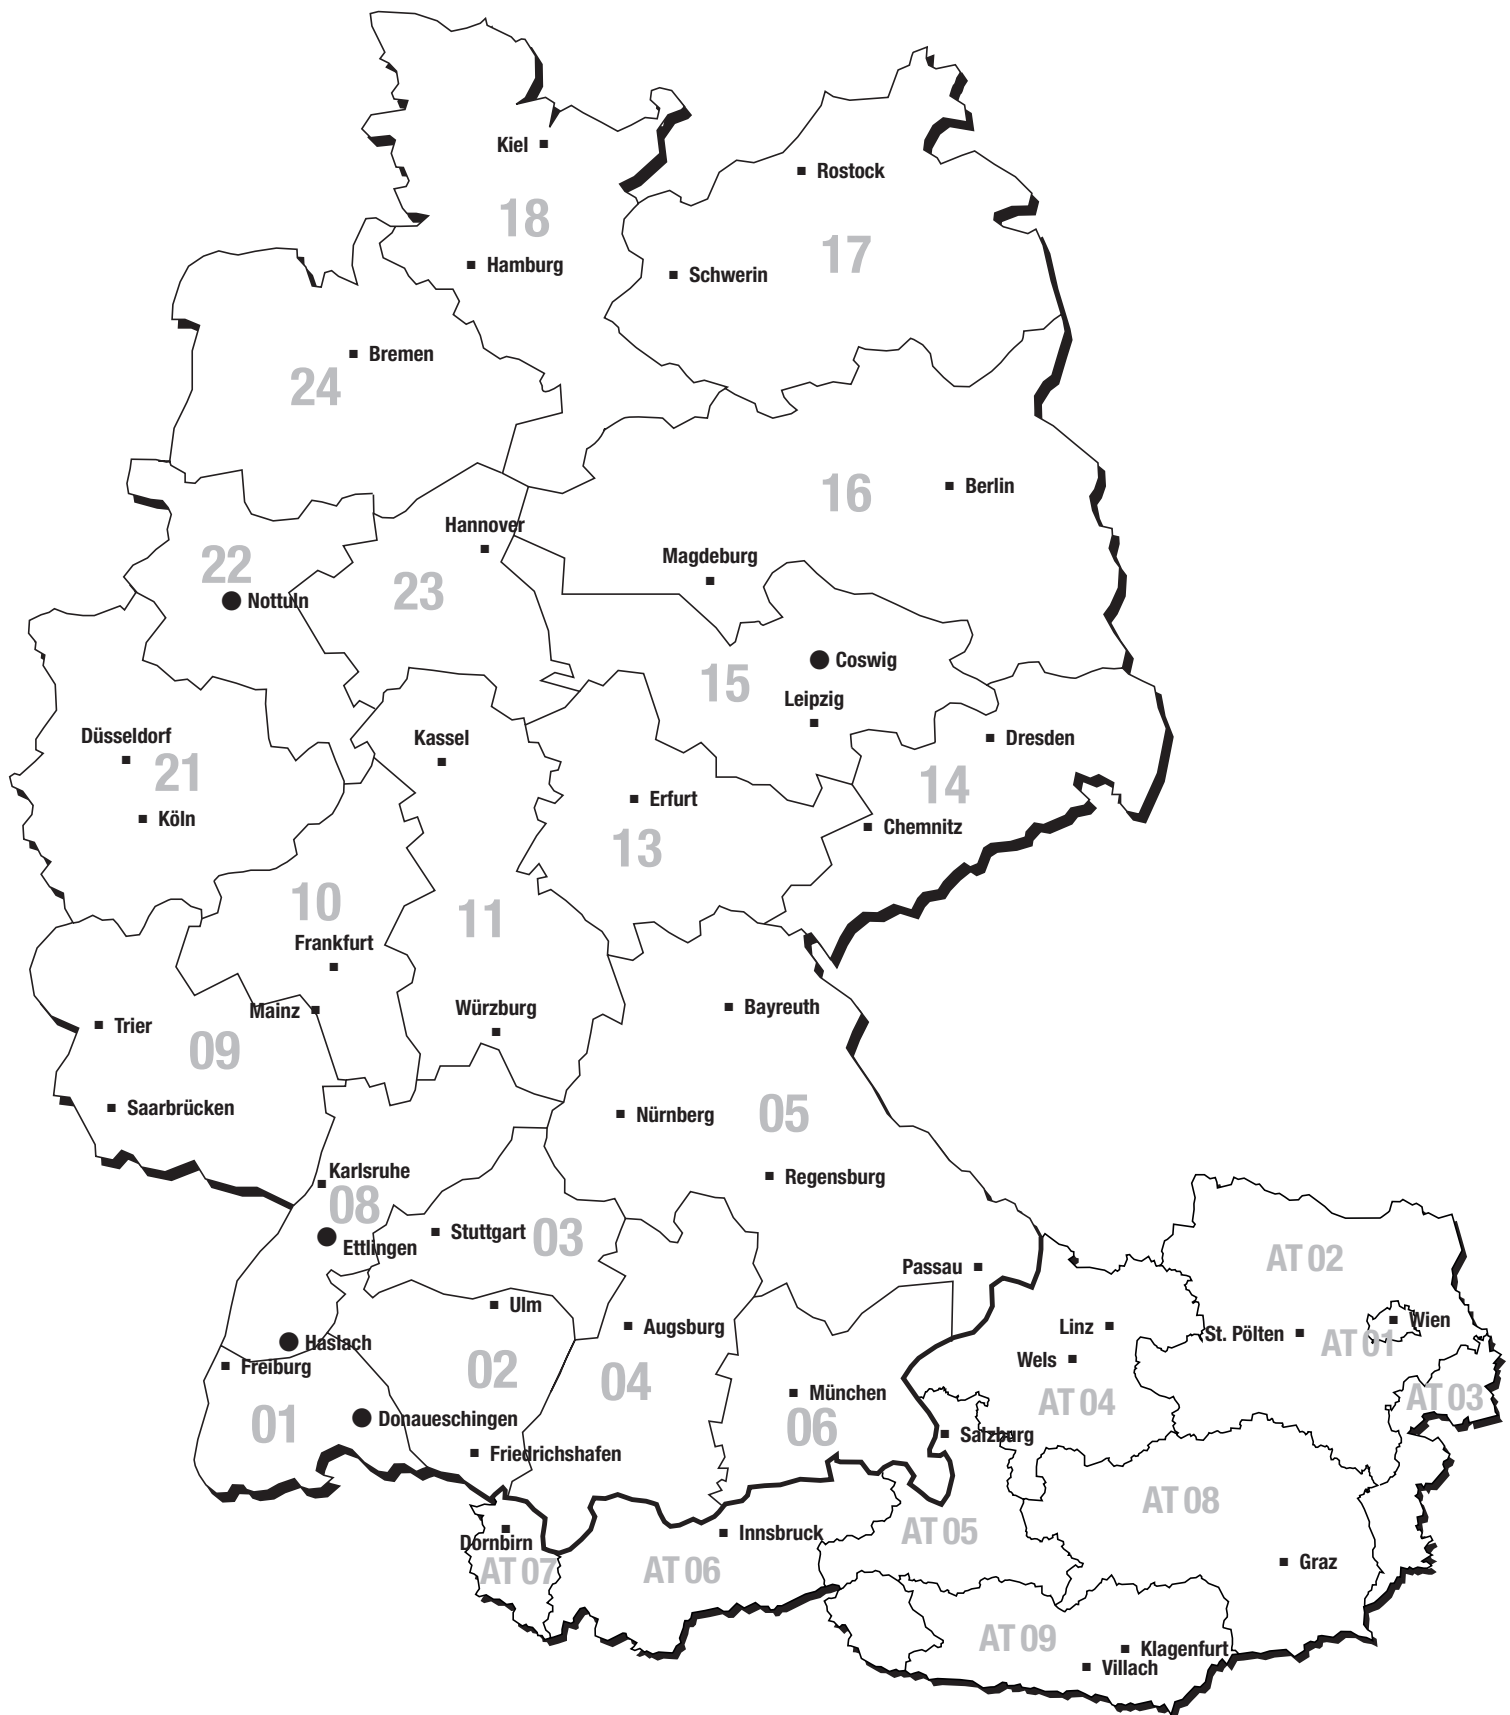 Kiel
Rostock
18
17
Hamburg
Schwerin
Bremen
24
16
Berlin
Hannover
Magdeburg
22
23
Nottuln
Coswig
15
Leipzig
Düsseldorf
Kassel
Dresden
21
14
Erfurt
Köln
Chemnitz
13
10
11
Frankfurt
Bayreuth
Mainz
Würzburg
Trier
09
Saarbrücken
Nürnberg
05
Karlsruhe
Regensburg
08
Stuttgart
03
Ettlingen
AT 02
Passau
Ulm
Augsburg
Linz
Wien
St. Pölten
AT 01
Haslach
Freiburg
Wels
02
04
München
AT 03
AT 04
01
Donaueschingen
06
Salzburg
Friedrichshafen
AT 08
Innsbruck
AT 05
Dornbirn
AT 07
AT 06
Graz
AT 09
Klagenfurt
Villach